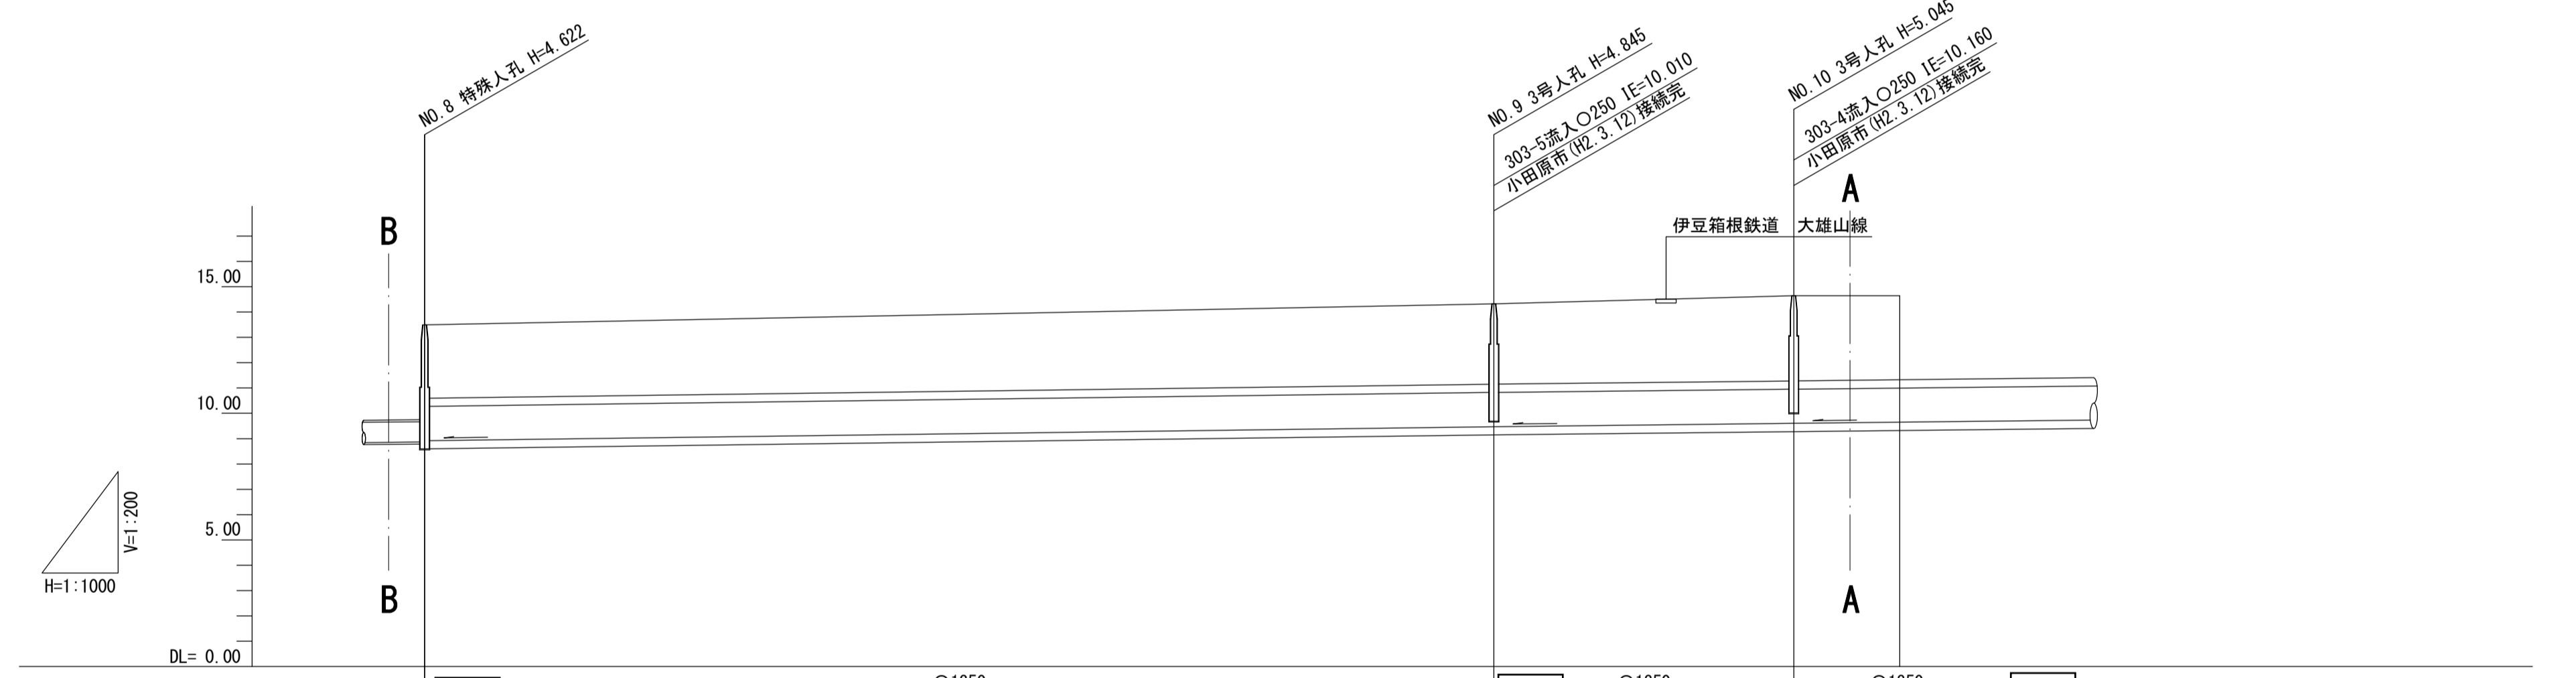 NO.8 特殊人孔 H=4.622
NO.9 3号人孔 H=4.845
303-5流入○250 IE=10.010
小田原市(H2.3.12)接続完
NO.10 3号人孔 H=5.045
303-4流入○250 IE=10.160
小田原市(H2.3.12)接続完
B
A
伊豆箱根鉄道 大雄山線
15.00
10.00
5.00
DL= 0.00
V=1:200
H=1:1000
B
A